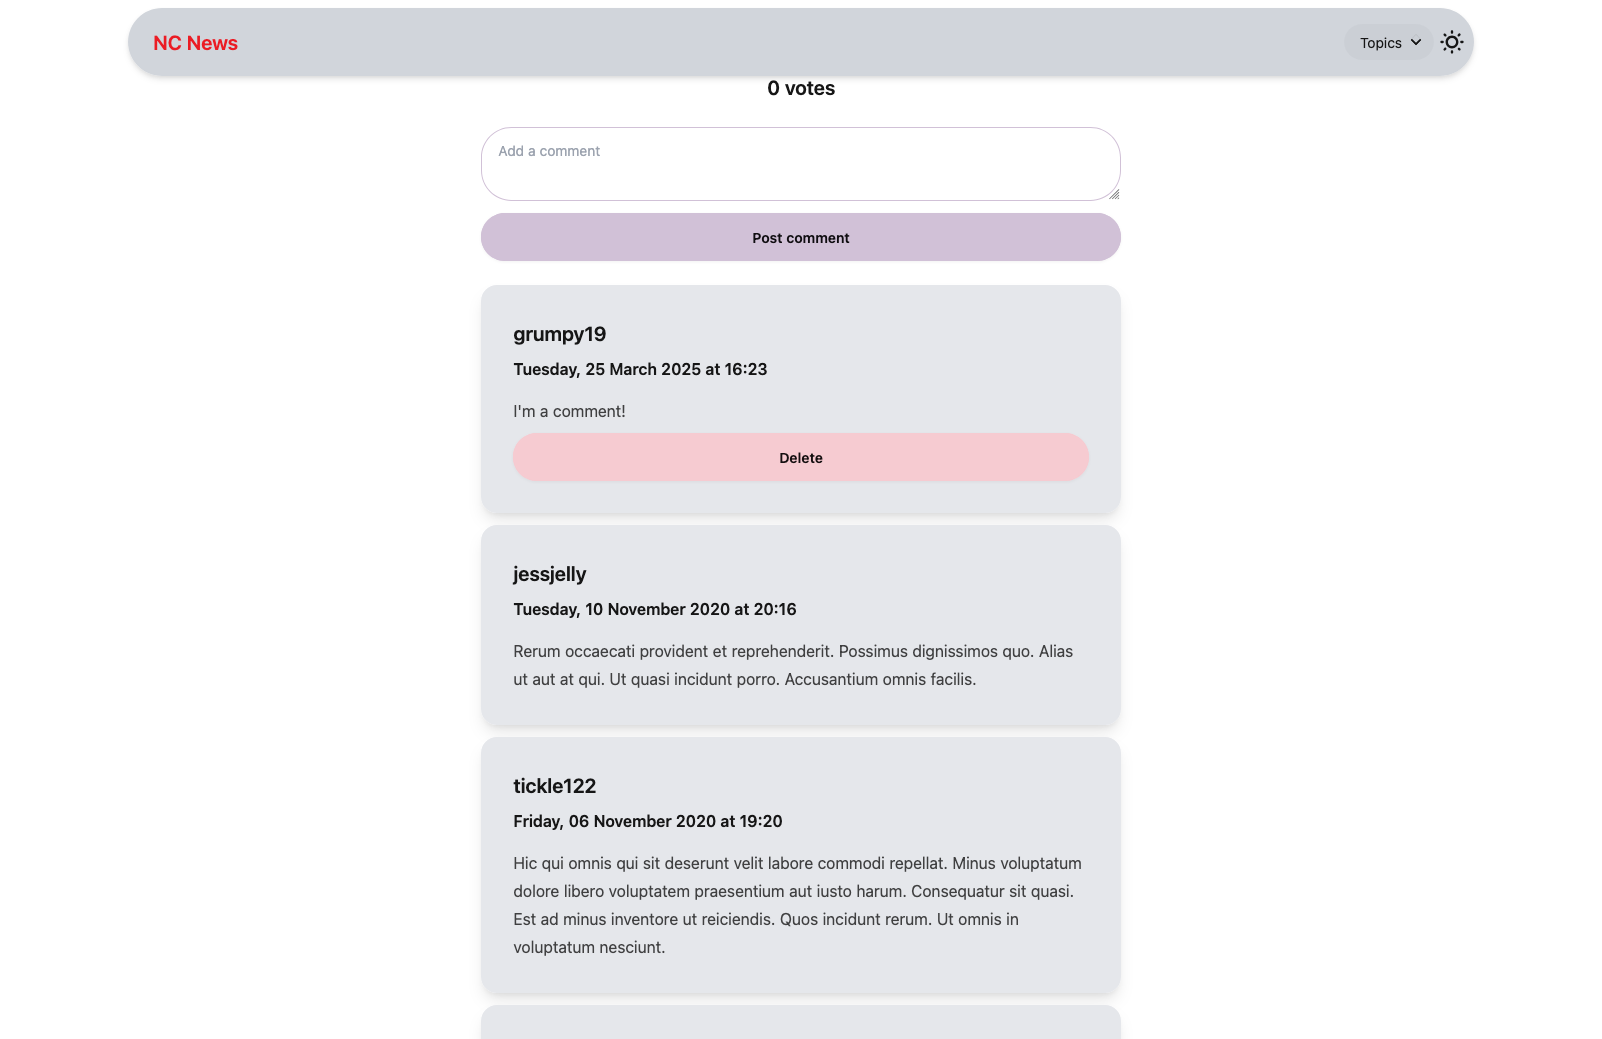 NC News
Topics
0 votes
Add a comment
Post comment
grumpy19
Tuesday, 25 March 2025 at 16:23
I'm a comment!
Delete
jessjelly
Tuesday, 10 November 2020 at 20:16
Rerum occaecati provident et reprehenderit. Possimus dignissimos quo. Alias
ut aut at qui. Ut quasi incidunt porro. Accusantium omnis facilis.
tickle122
Friday, 06 November 2020 at 19:20
Hic qui omnis qui sit deserunt velit labore commodi repellat. Minus voluptatum
dolore libero voluptatem praesentium aut iusto harum. Consequatur sit quasi.
Est ad minus inventore ut reiciendis. Quos incidunt rerum. Ut omnis in
voluptatum nesciunt.